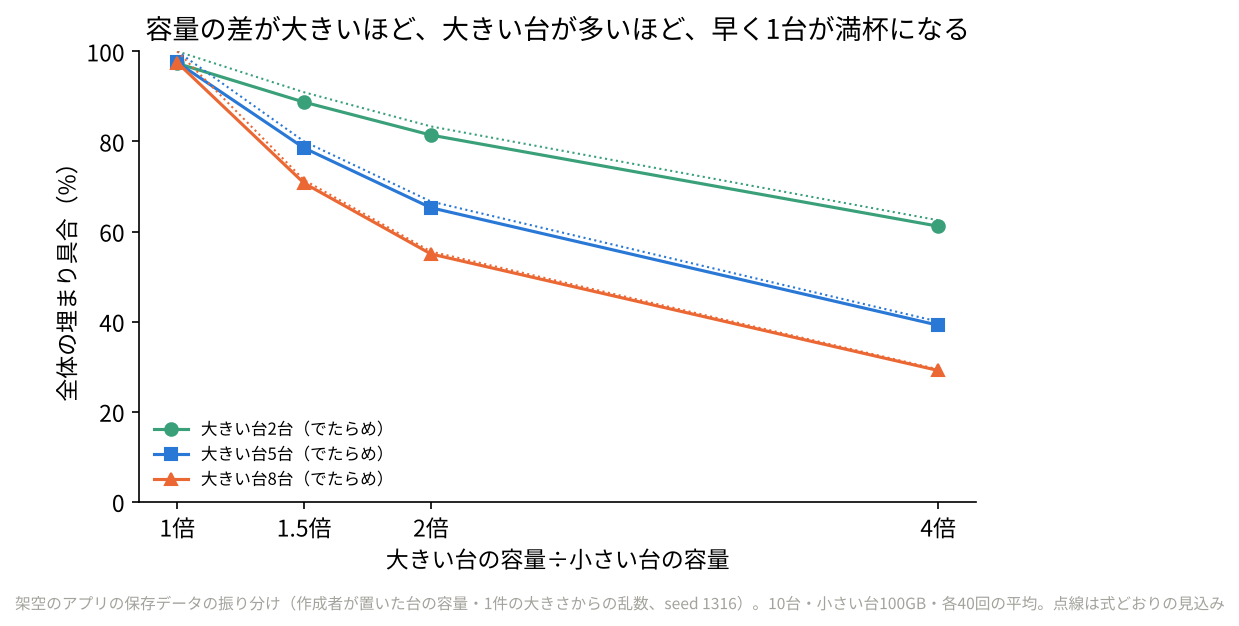 容量の差が大きいほど、大きい台が多いほど、早く1台が満杯になる
全体の埋まり具合（%）
100
80
60
40
20
0
大きい台2台（でたらめ）
大きい台5台（でたらめ）
大きい台8台（でたらめ）
1倍
1.5倍
2倍
4倍
大きい台の容量÷小さい台の容量
架空のアプリの保存データの振り分け（作成者が置いた台の容量・1件の大きさからの乱数、seed 1316）。10台・小さい台100GB・各40回の平均。点線は式どおりの見込み